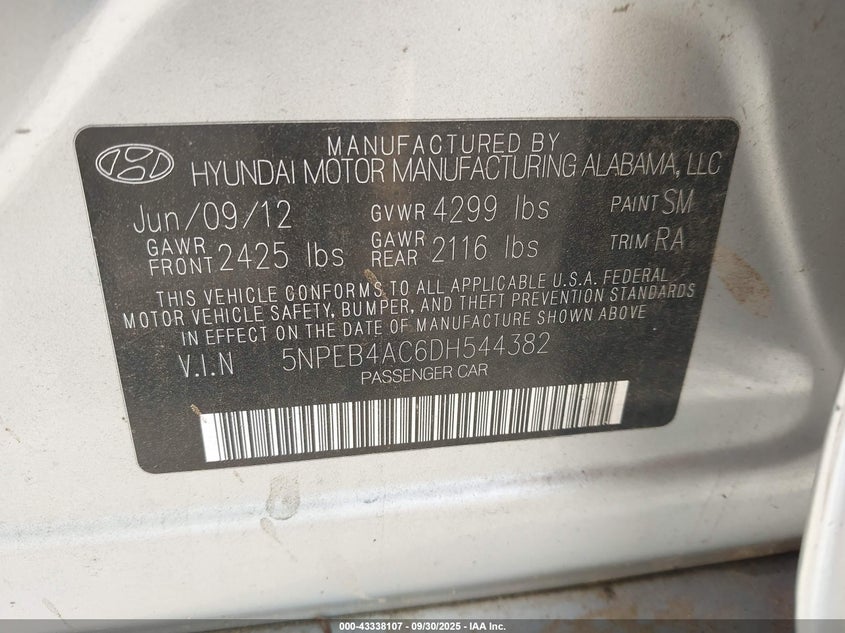 MANUFACTURED BY
HYUNDAI MOTOR MANUFACTURING ALABAMA, LLC
Jun/09/12 GVWR 4299 lbs PAINT SM
GAWR FRONT 2425 lbs GAWR REAR 2116 lbs TRIM RA
THIS VEHICLE CONFORMS TO ALL APPLICABLE U.S.A. FEDERAL
MOTOR VEHICLE SAFETY, BUMPER, AND THEFT PREVENTION STANDARDS
IN EFFECT ON THE DATE OF MANUFACTURE SHOWN ABOVE
V.I.N 5NPEB4AC6DH544382
PASSENGER CAR
000-43338107 - 09/30/2025 - IAA Inc.